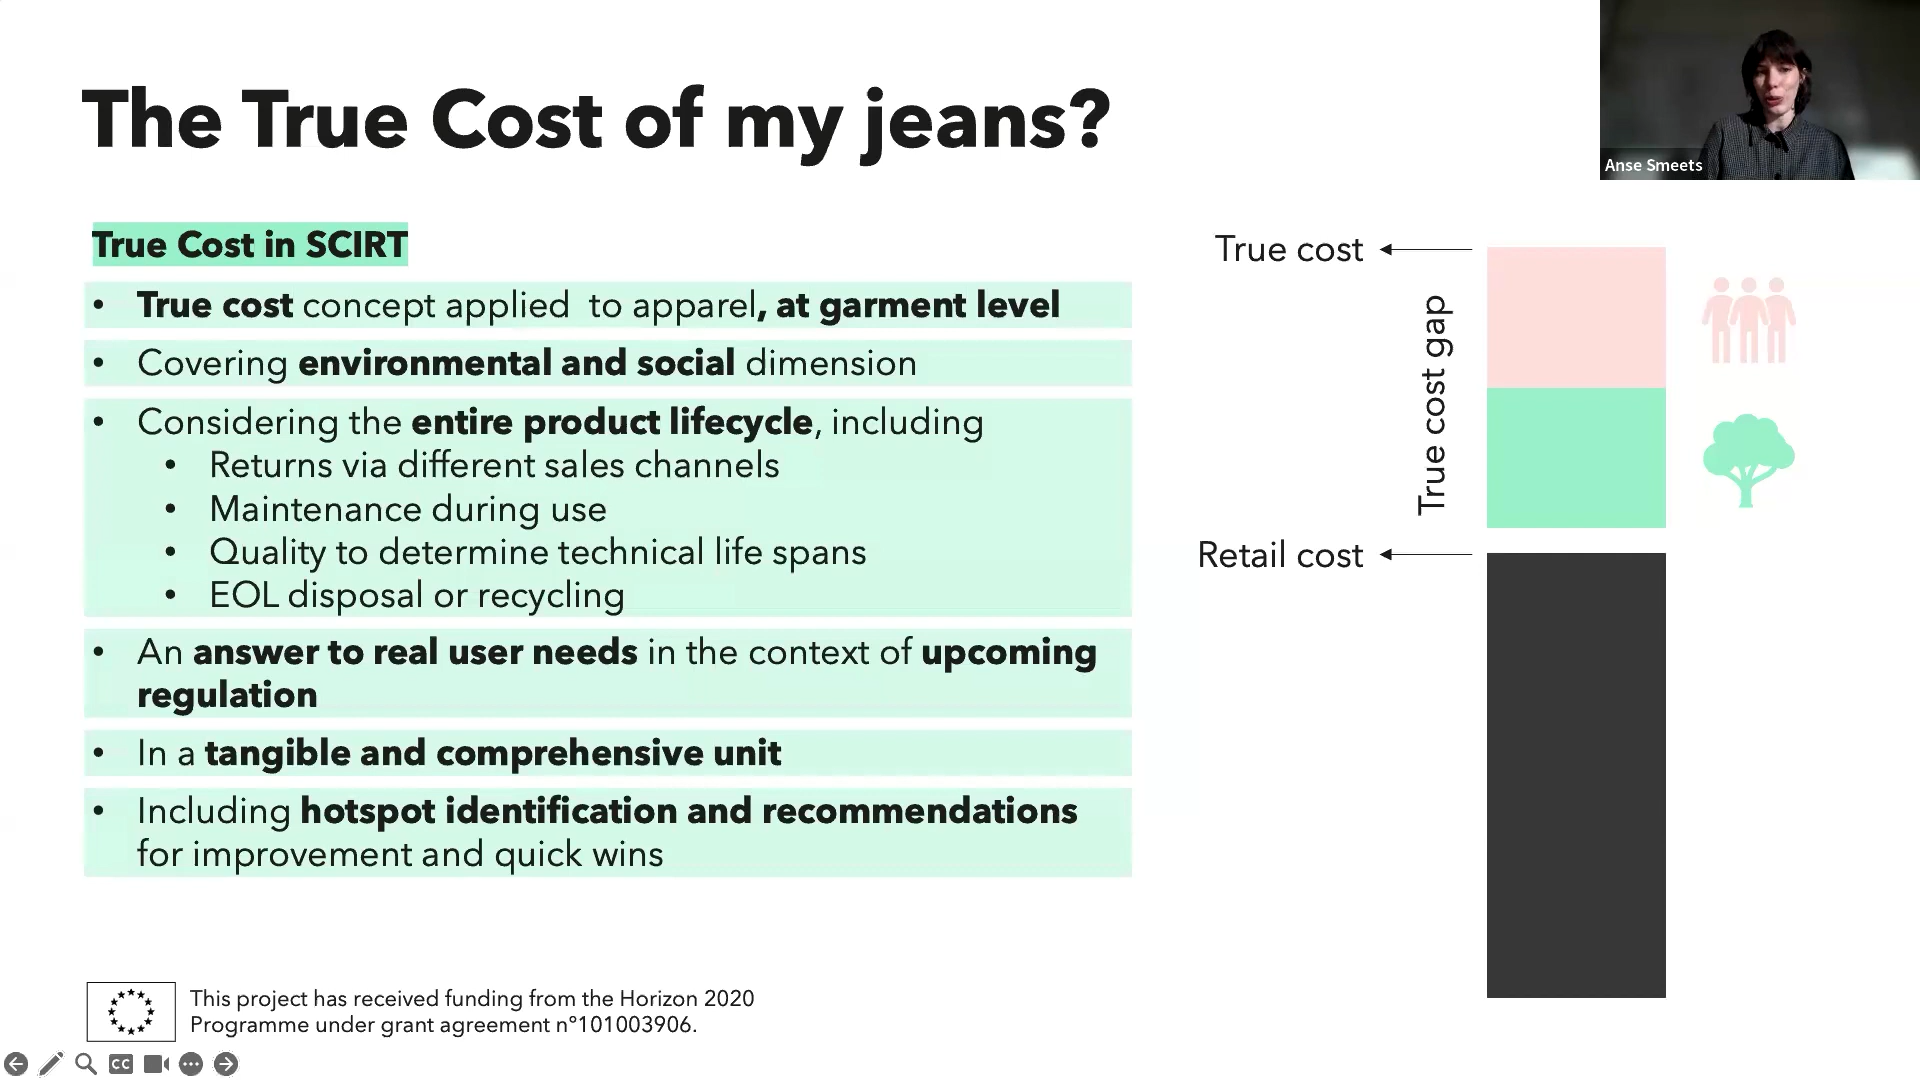 The True Cost of my jeans?
Anse Smeets
True Cost in SCIRT
• True cost concept applied to apparel, at garment level
• Covering environmental and social dimension
• Considering the entire product lifecycle, including
• Returns via different sales channels
• Maintenance during use
• Quality to determine technical life spans
• EOL disposal or recycling
• An answer to real user needs in the context of upcoming
regulation
• In a tangible and comprehensive unit
• Including hotspot identification and recommendations
for improvement and quick wins
True cost
True cost gap
Retail cost
This project has received funding from the Horizon 2020
Programme under grant agreement n°101003906.
CC